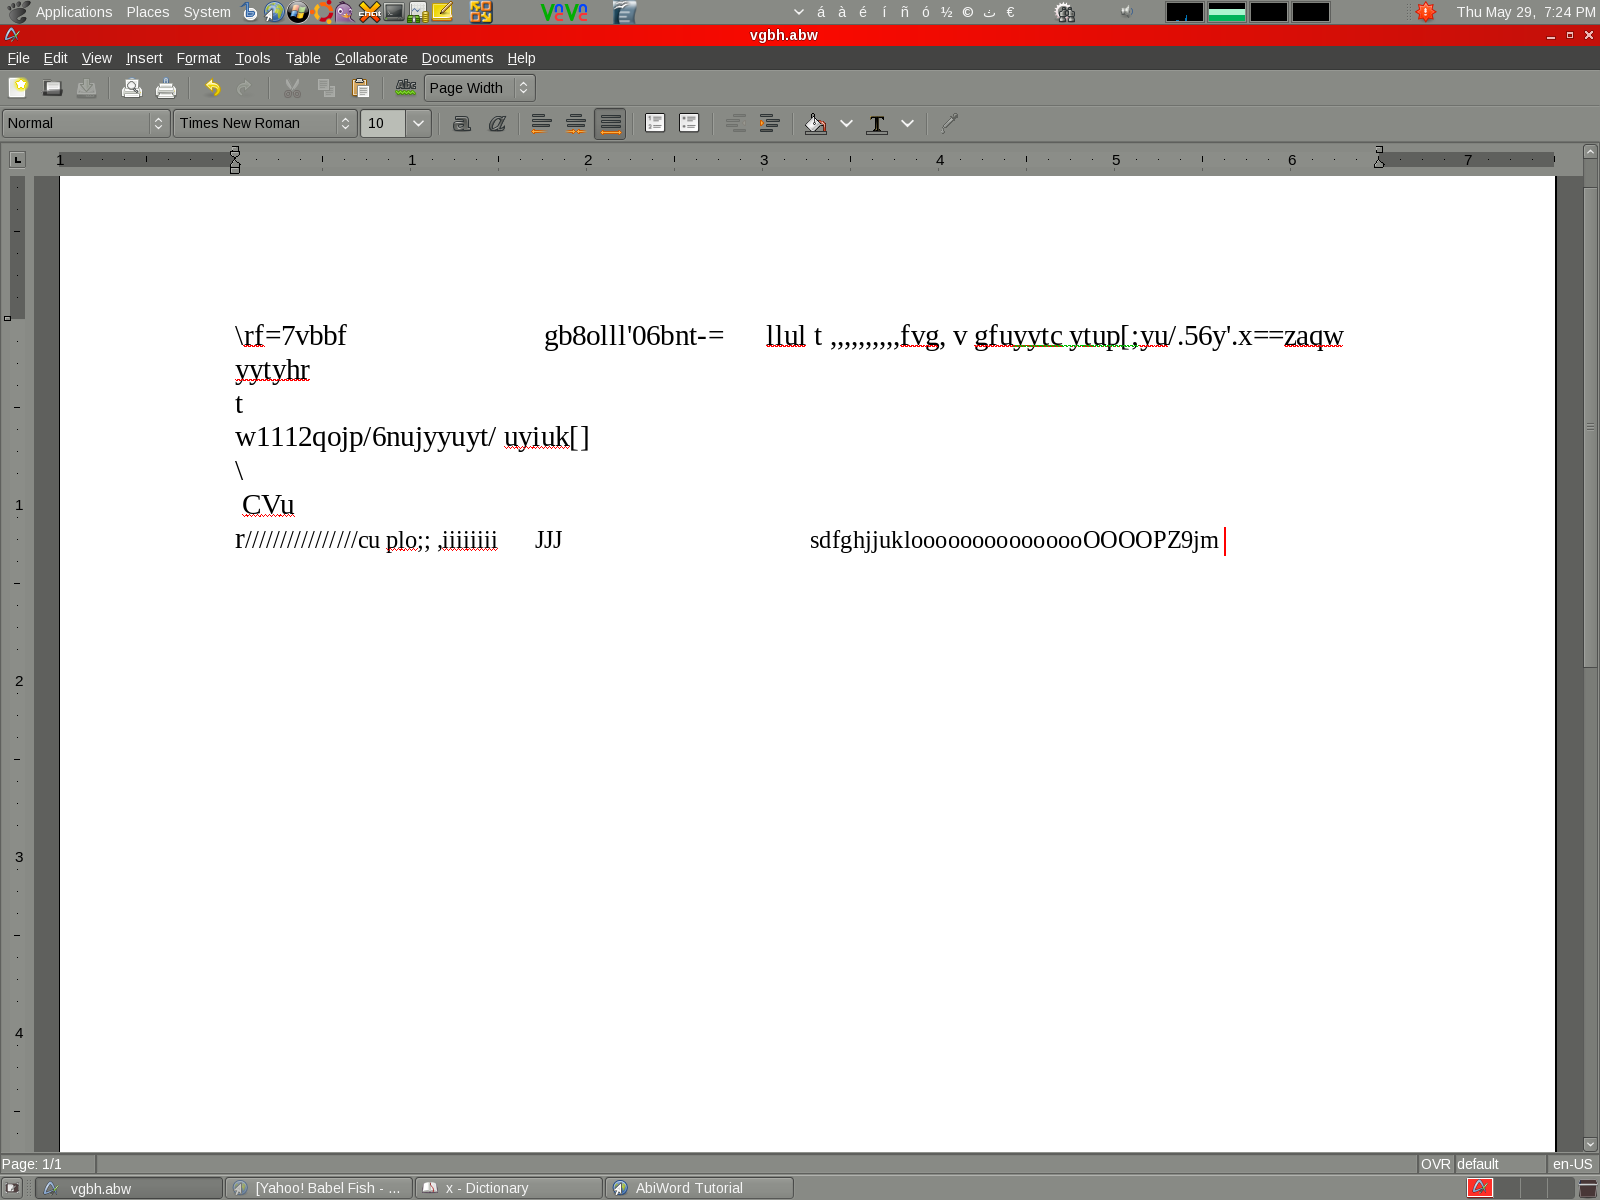 Applications Places System á à é í ñ ó ½ © ث € Thu May 29, 7:24 PM
vgbh.abw
File Edit View Insert Format Tools Table Collaborate Documents Help
Abc Page Width
Normal Times New Roman 10 a a T
1 1 2 3 4 5 6 7
\rf=7vbbf gb8olll'06bnt-= llul t ,,,,,,,,,,fvg, v gfuyytc ytup[;yu/.56y'.x==zaqw
yytyhr
t
w1112qojp/6nujyyuyt/ uyiuk[]
\
CVu
r////////////////cu plo;; ,iiiiiiii JJJ sdfghjjukloooooooooooooooOOOOPZ9jm
1
2
3
4
Page: 1/1 OVR default en-US
vgbh.abw [Yahoo! Babel Fish - ... x - Dictionary AbiWord Tutorial